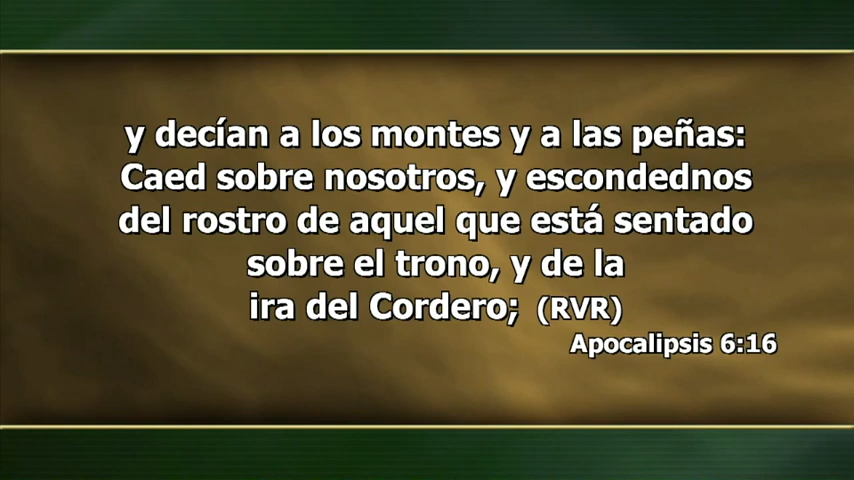 y decían a los montes y a las peñas:
Caed sobre nosotros, y escondednos
del rostro de aquel que está sentado
sobre el trono, y de la
ira del Cordero; (RVR)
Apocalipsis 6:16